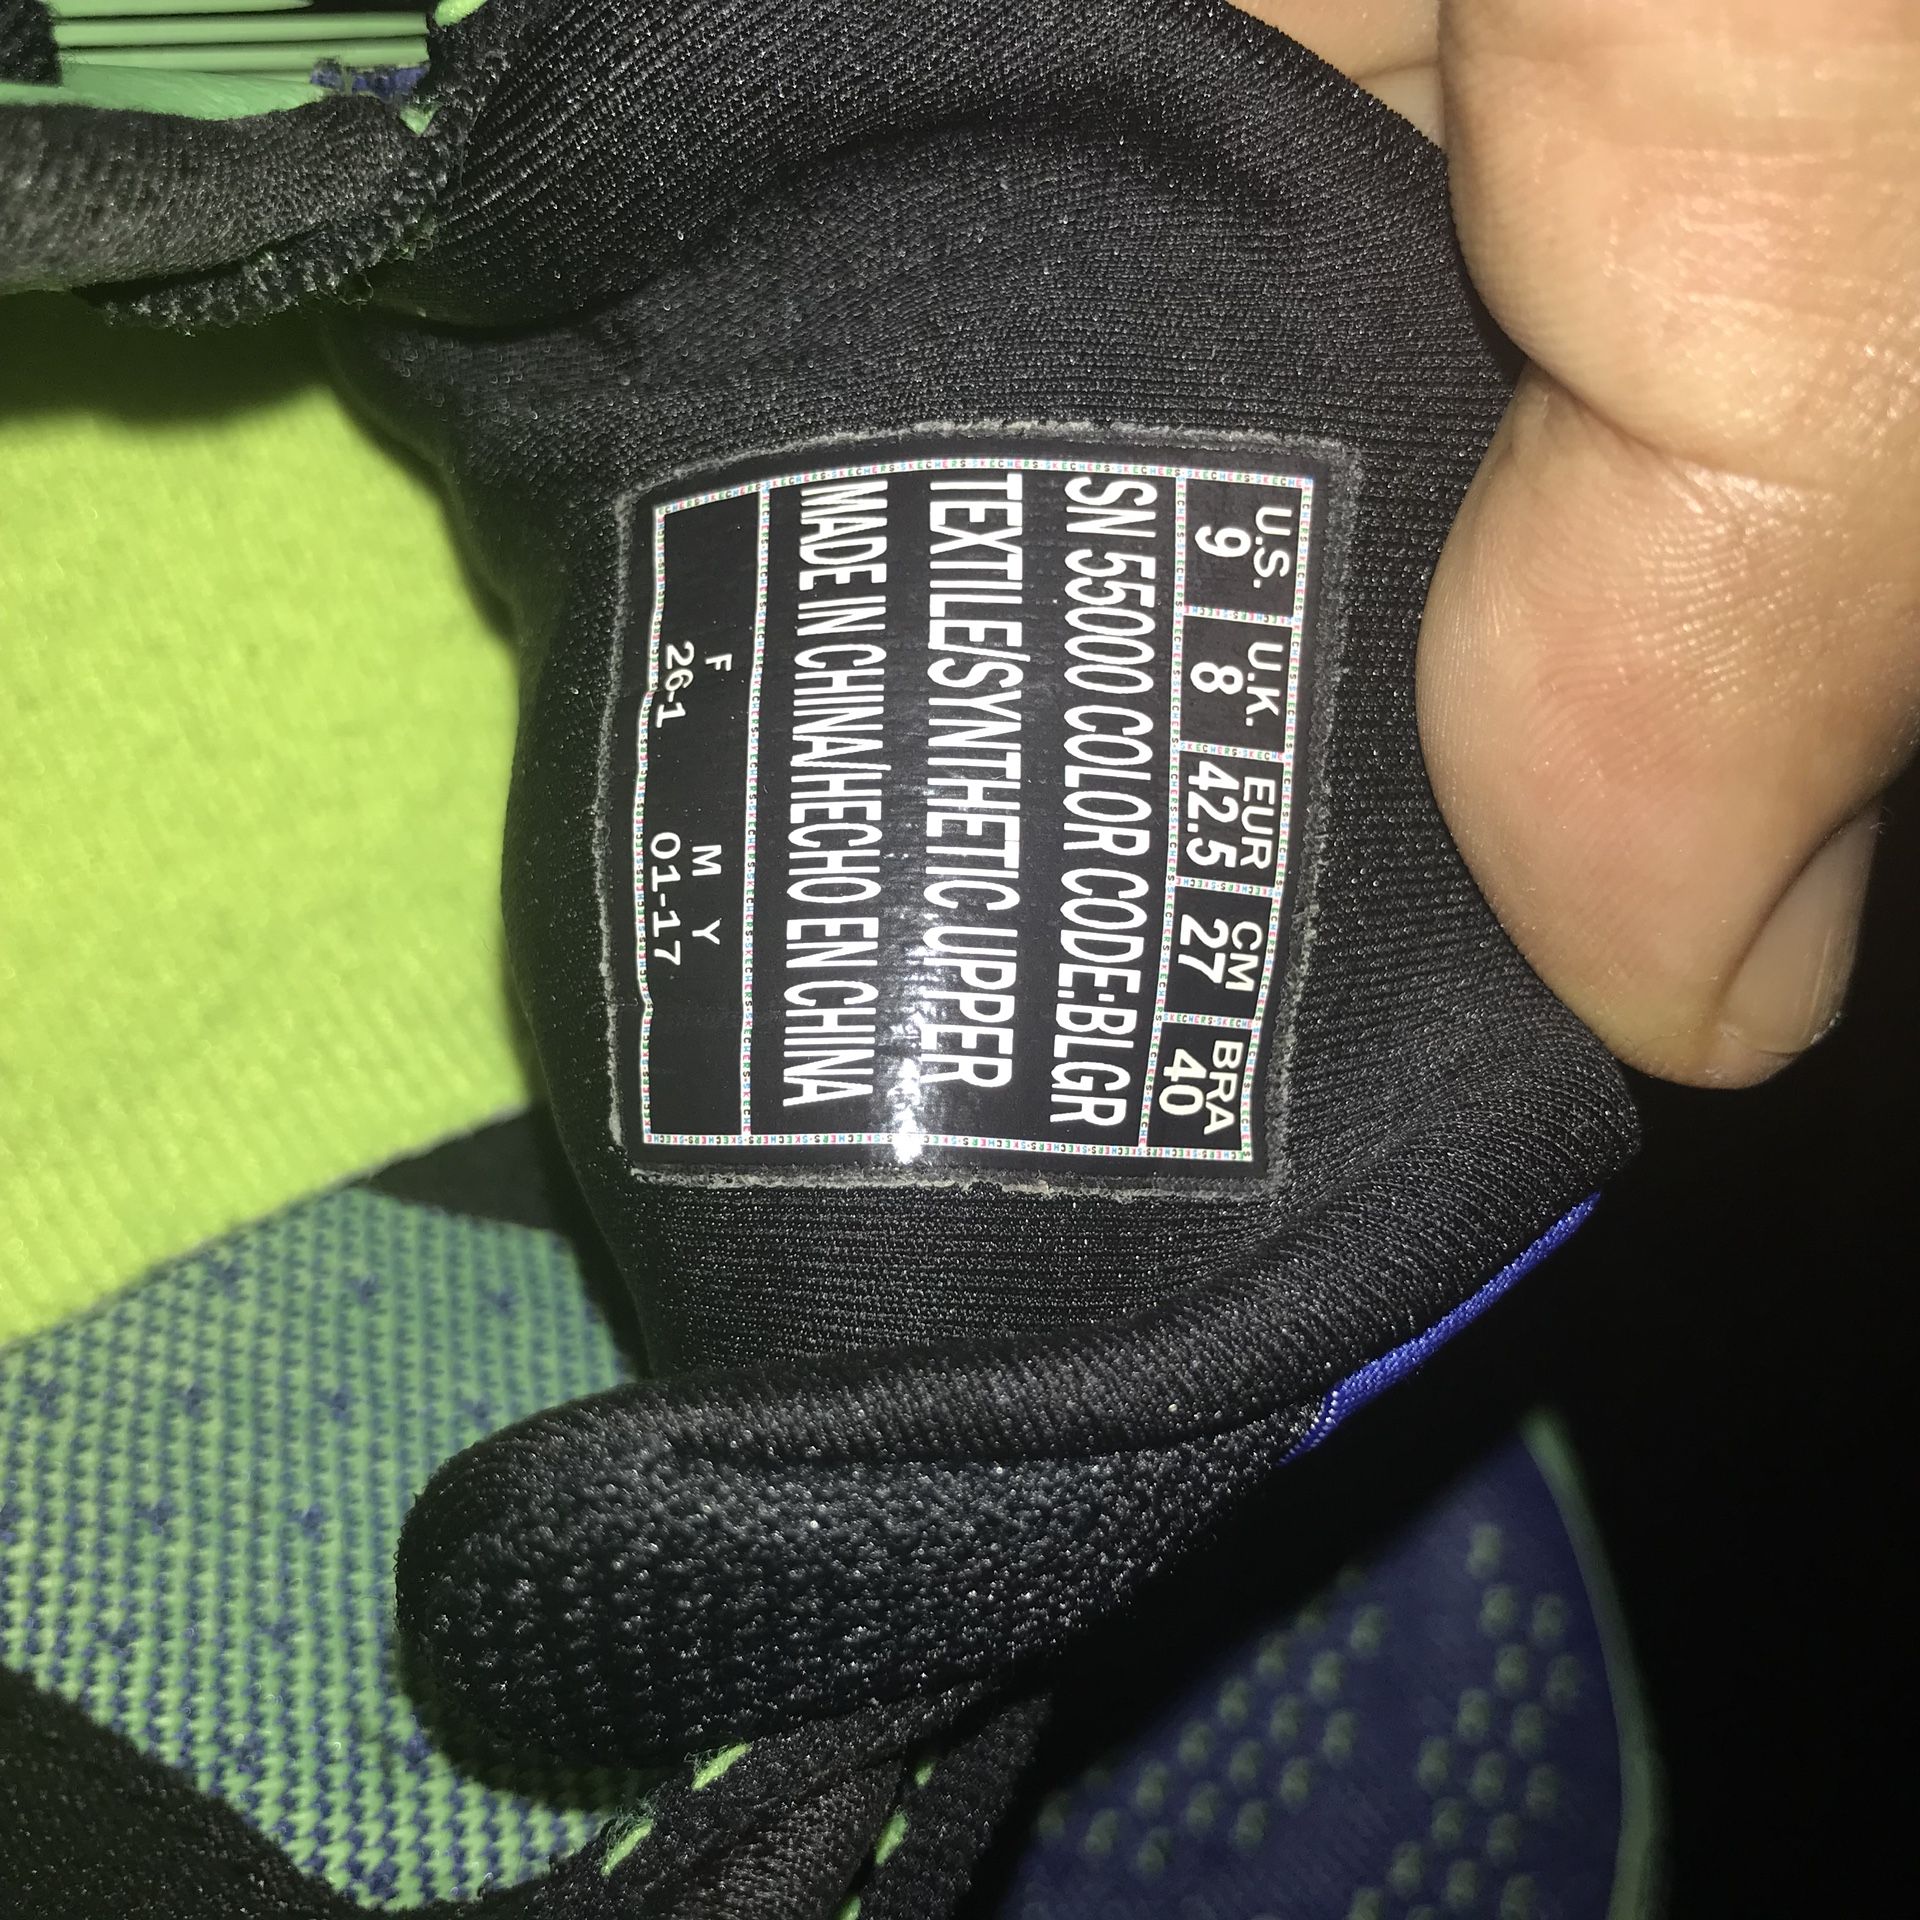 U.S. U.K. EUR CM BRA
9 8 42.5 27 40
SN 55000 COLOR CODE:BLGR
TEXTILE/SYNTHETIC UPPER
MADE IN CHINA/HECHO EN CHINA
F M Y
26-1 01-17